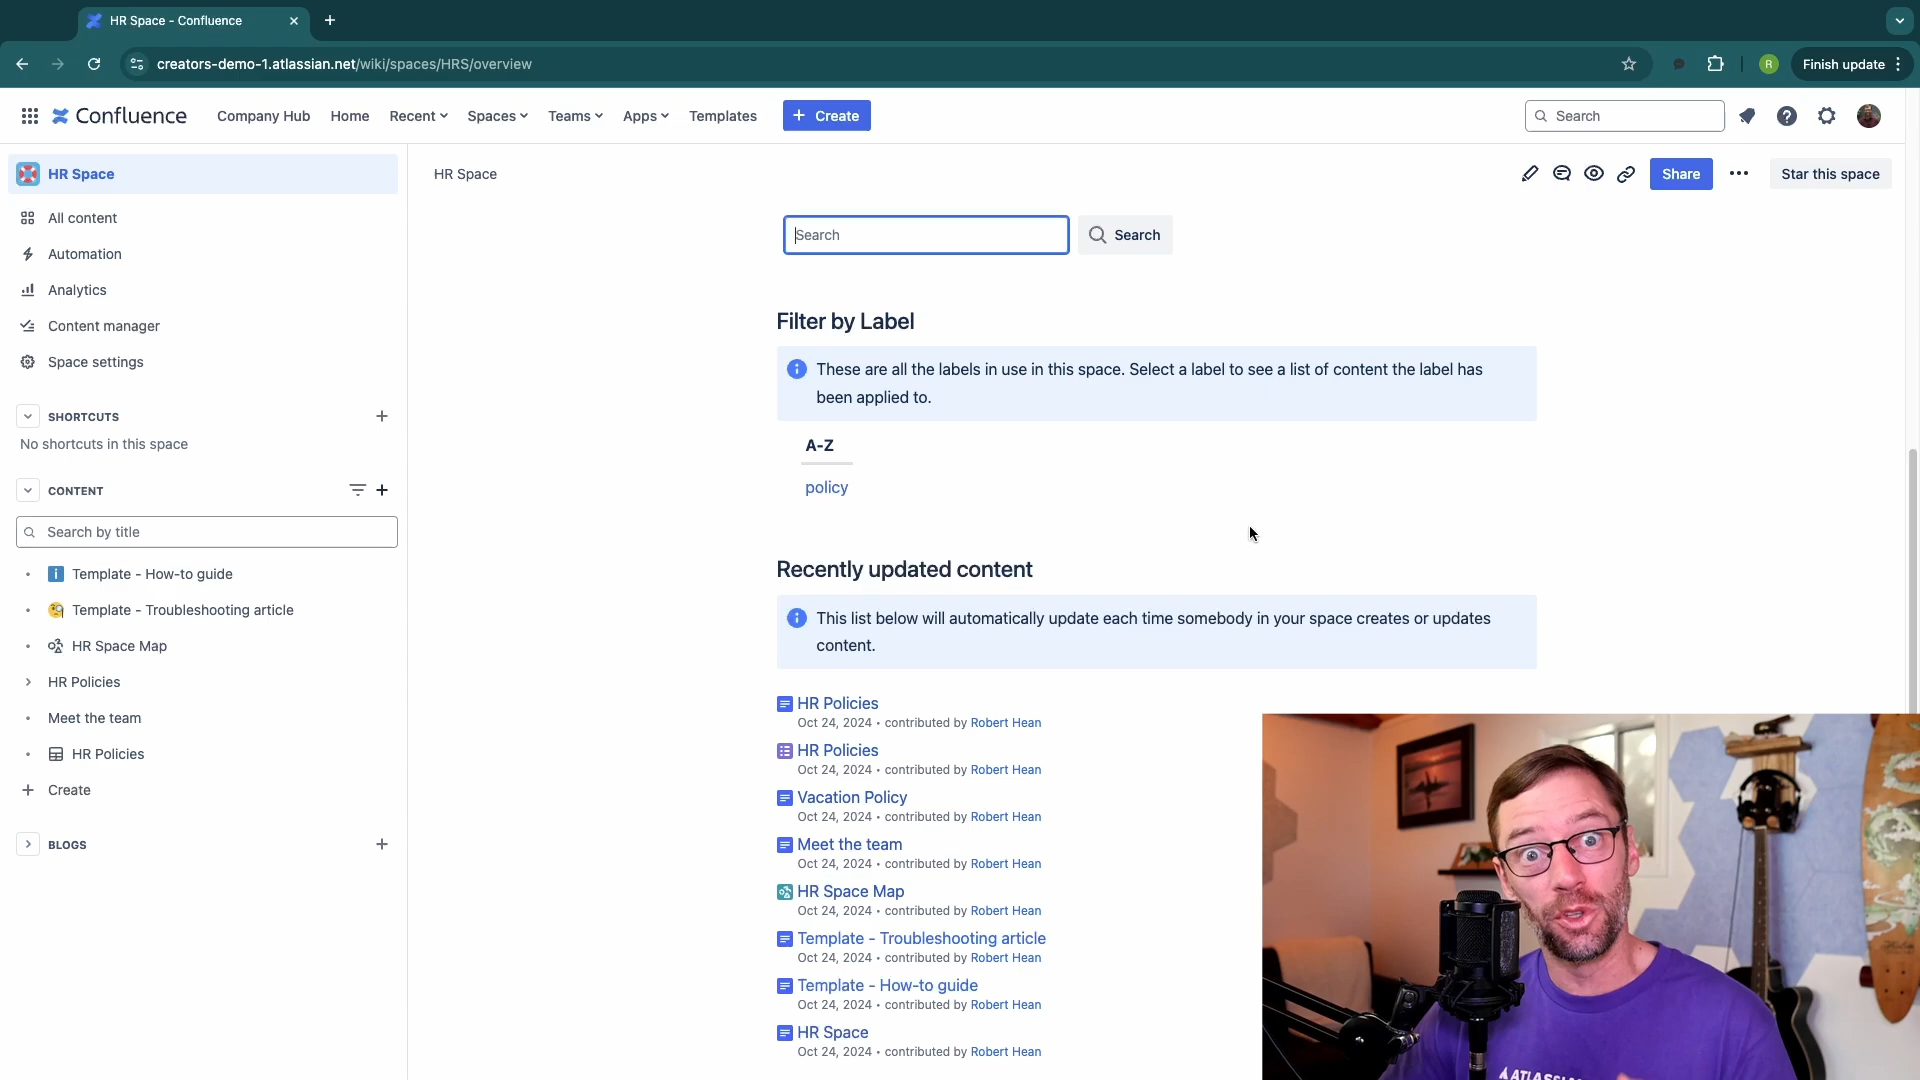 HR Space - Confluence
creators-demo-1.atlassian.net/wiki/spaces/HRS/overview
R
Finish update
Confluence
Company Hub
Home
Recent
Spaces
Teams
Apps
Templates
+ Create
Search
HR Space
HR Space
Share
Star this space
All content
Automation
Analytics
Content manager
Space settings
SHORTCUTS
No shortcuts in this space
CONTENT
Search by title
Template - How-to guide
Template - Troubleshooting article
HR Space Map
HR Policies
Meet the team
HR Policies
Create
BLOGS
Search
Search
Filter by Label
These are all the labels in use in this space. Select a label to see a list of content the label has
been applied to.
A-Z
policy
Recently updated content
This list below will automatically update each time somebody in your space creates or updates
content.
HR Policies
Oct 24, 2024 • contributed by Robert Hean
HR Policies
Oct 24, 2024 • contributed by Robert Hean
Vacation Policy
Oct 24, 2024 • contributed by Robert Hean
Meet the team
Oct 24, 2024 • contributed by Robert Hean
HR Space Map
Oct 24, 2024 • contributed by Robert Hean
Template - Troubleshooting article
Oct 24, 2024 • contributed by Robert Hean
Template - How-to guide
Oct 24, 2024 • contributed by Robert Hean
HR Space
Oct 24, 2024 • contributed by Robert Hean